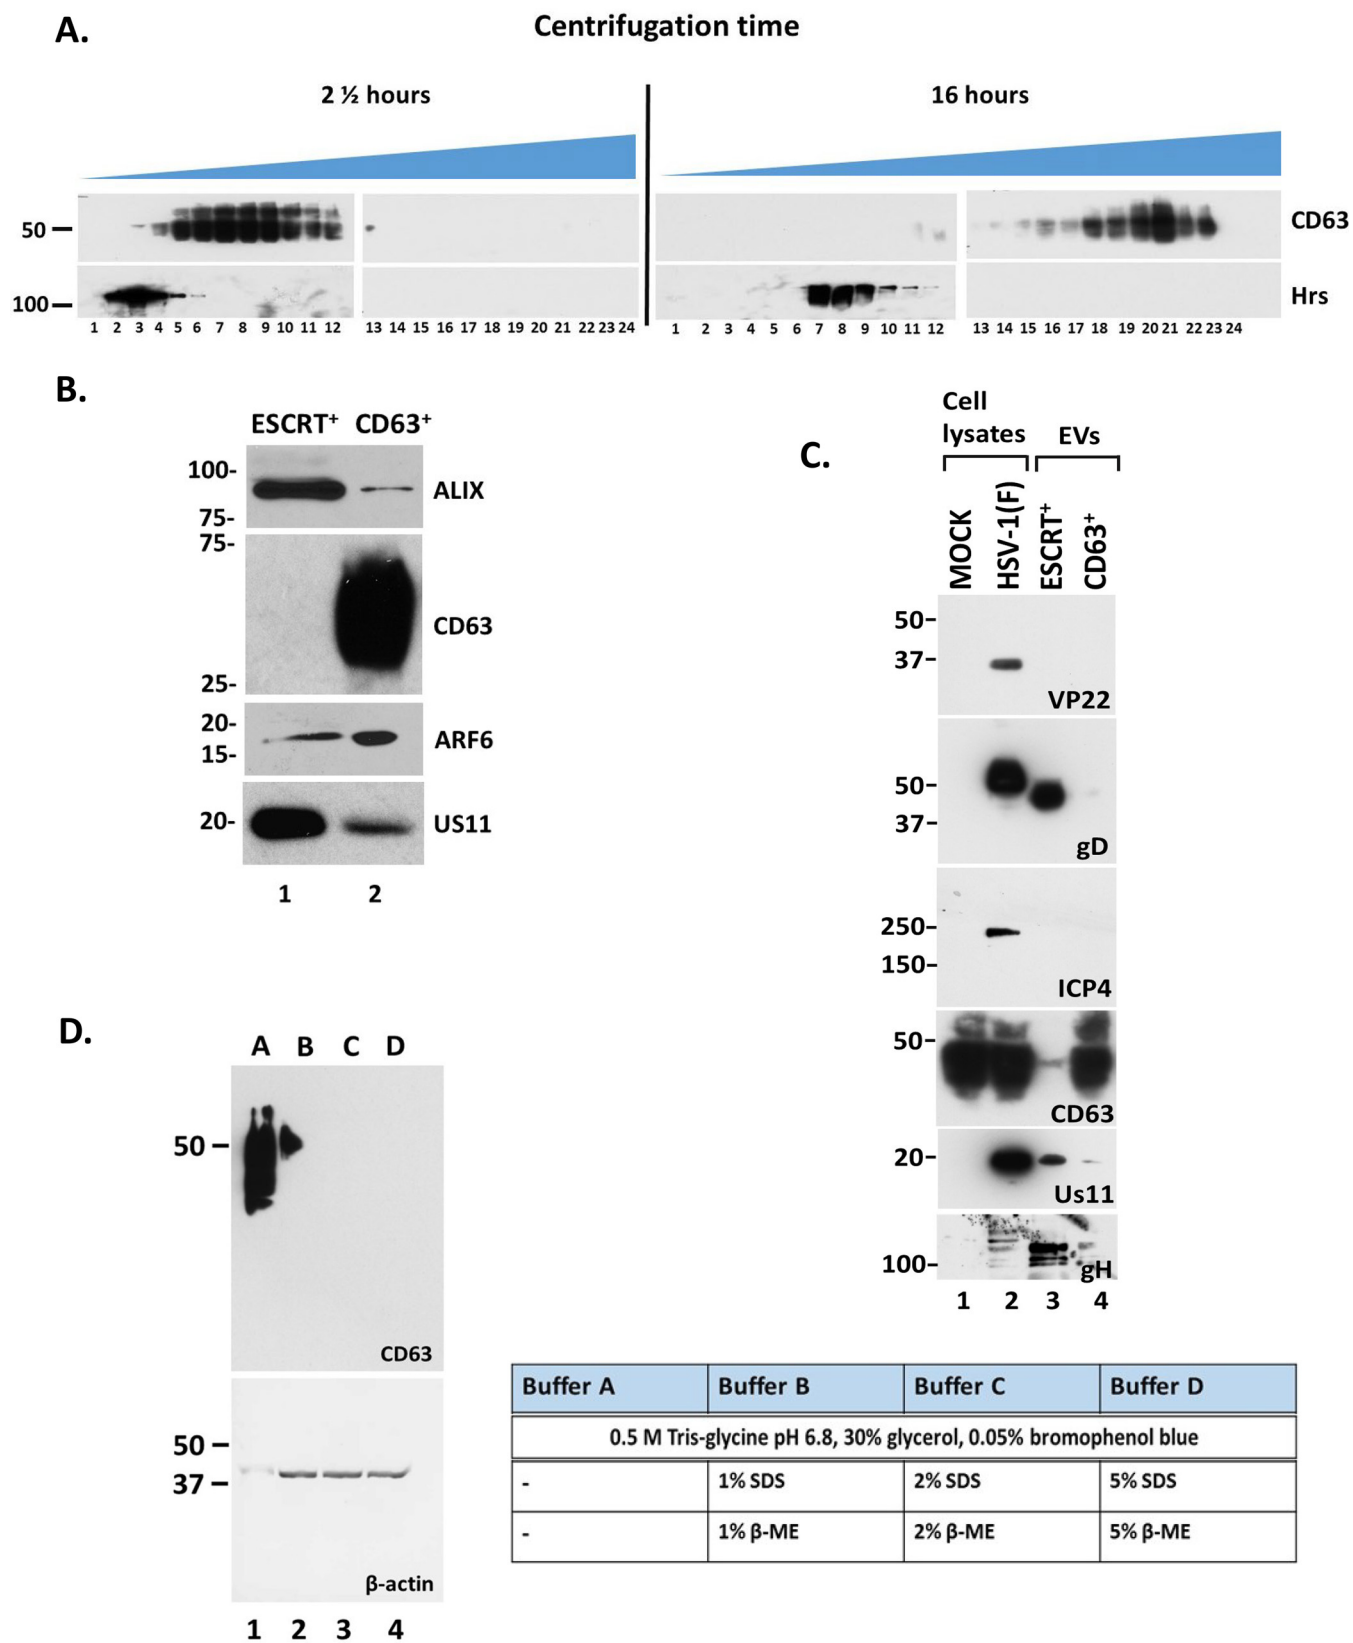 A.
Centrifugation time
2 ½ hours
16 hours
50
CD63
100
Hrs
1 2 3 4 5 6 7 8 9 10 11 12 13 14 15 16 17 18 19 20 21 22 23 24
1 2 3 4 5 6 7 8 9 10 11 12 13 14 15 16 17 18 19 20 21 22 23 24
B.
ESCRT+ CD63+
100-
ALIX
75-
75-
CD63
25-
20-
ARF6
15-
20-
US11
1 2
C.
Cell
lysates
EVs
MOCK
HSV-1(F)
ESCRT+
CD63+
50-
37-
VP22
50-
37-
gD
250-
150-
ICP4
50-
CD63
20-
Us11
100-
gH
1 2 3 4
D.
A B C D
50
CD63
50
37
β-actin
1 2 3 4
Buffer A Buffer B Buffer C Buffer D
0.5 M Tris-glycine pH 6.8, 30% glycerol, 0.05% bromophenol blue
- 1% SDS 2% SDS 5% SDS
- 1% β-ME 2% β-ME 5% β-ME